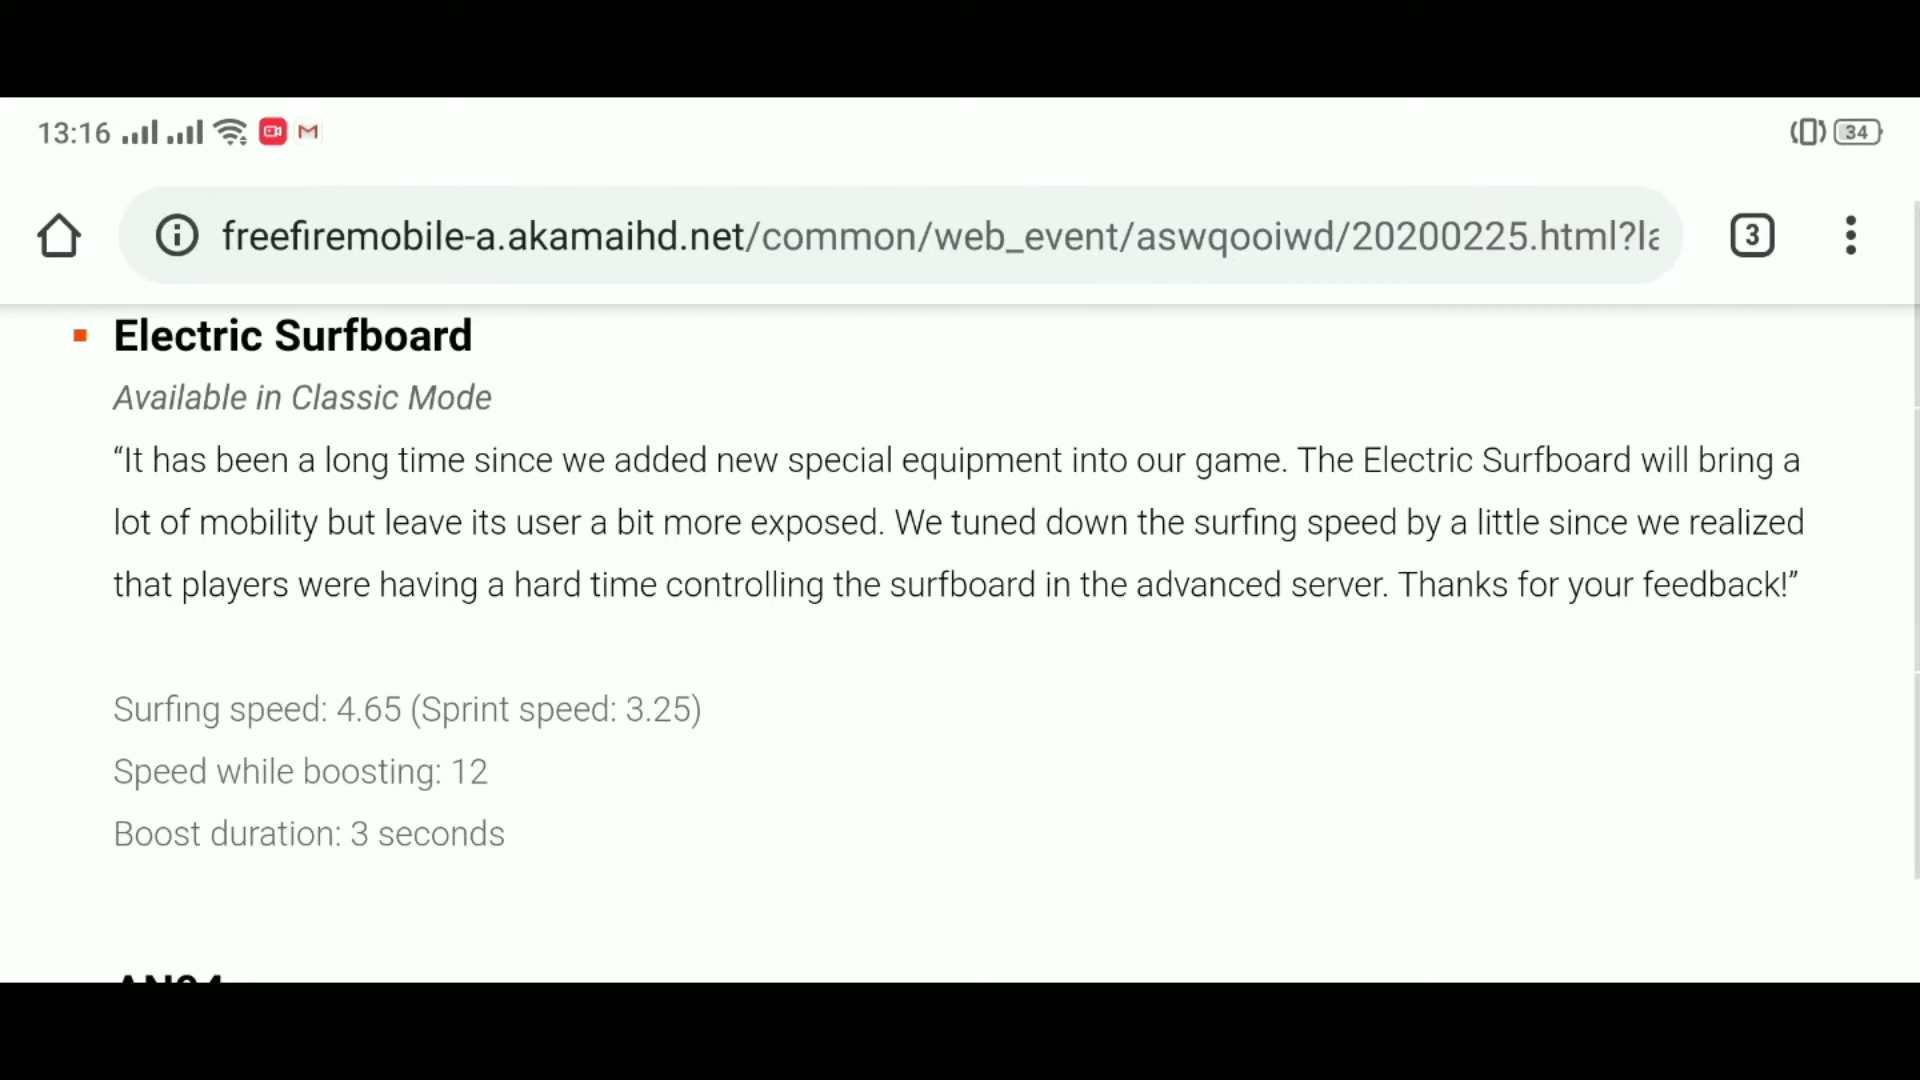 13:16
34
freefiremobile-a.akamaihd.net/common/web_event/aswqooiwd/20200225.html?la
3
Electric Surfboard
Available in Classic Mode
“It has been a long time since we added new special equipment into our game. The Electric Surfboard will bring a
lot of mobility but leave its user a bit more exposed. We tuned down the surfing speed by a little since we realized
that players were having a hard time controlling the surfboard in the advanced server. Thanks for your feedback!”
Surfing speed: 4.65 (Sprint speed: 3.25)
Speed while boosting: 12
Boost duration: 3 seconds